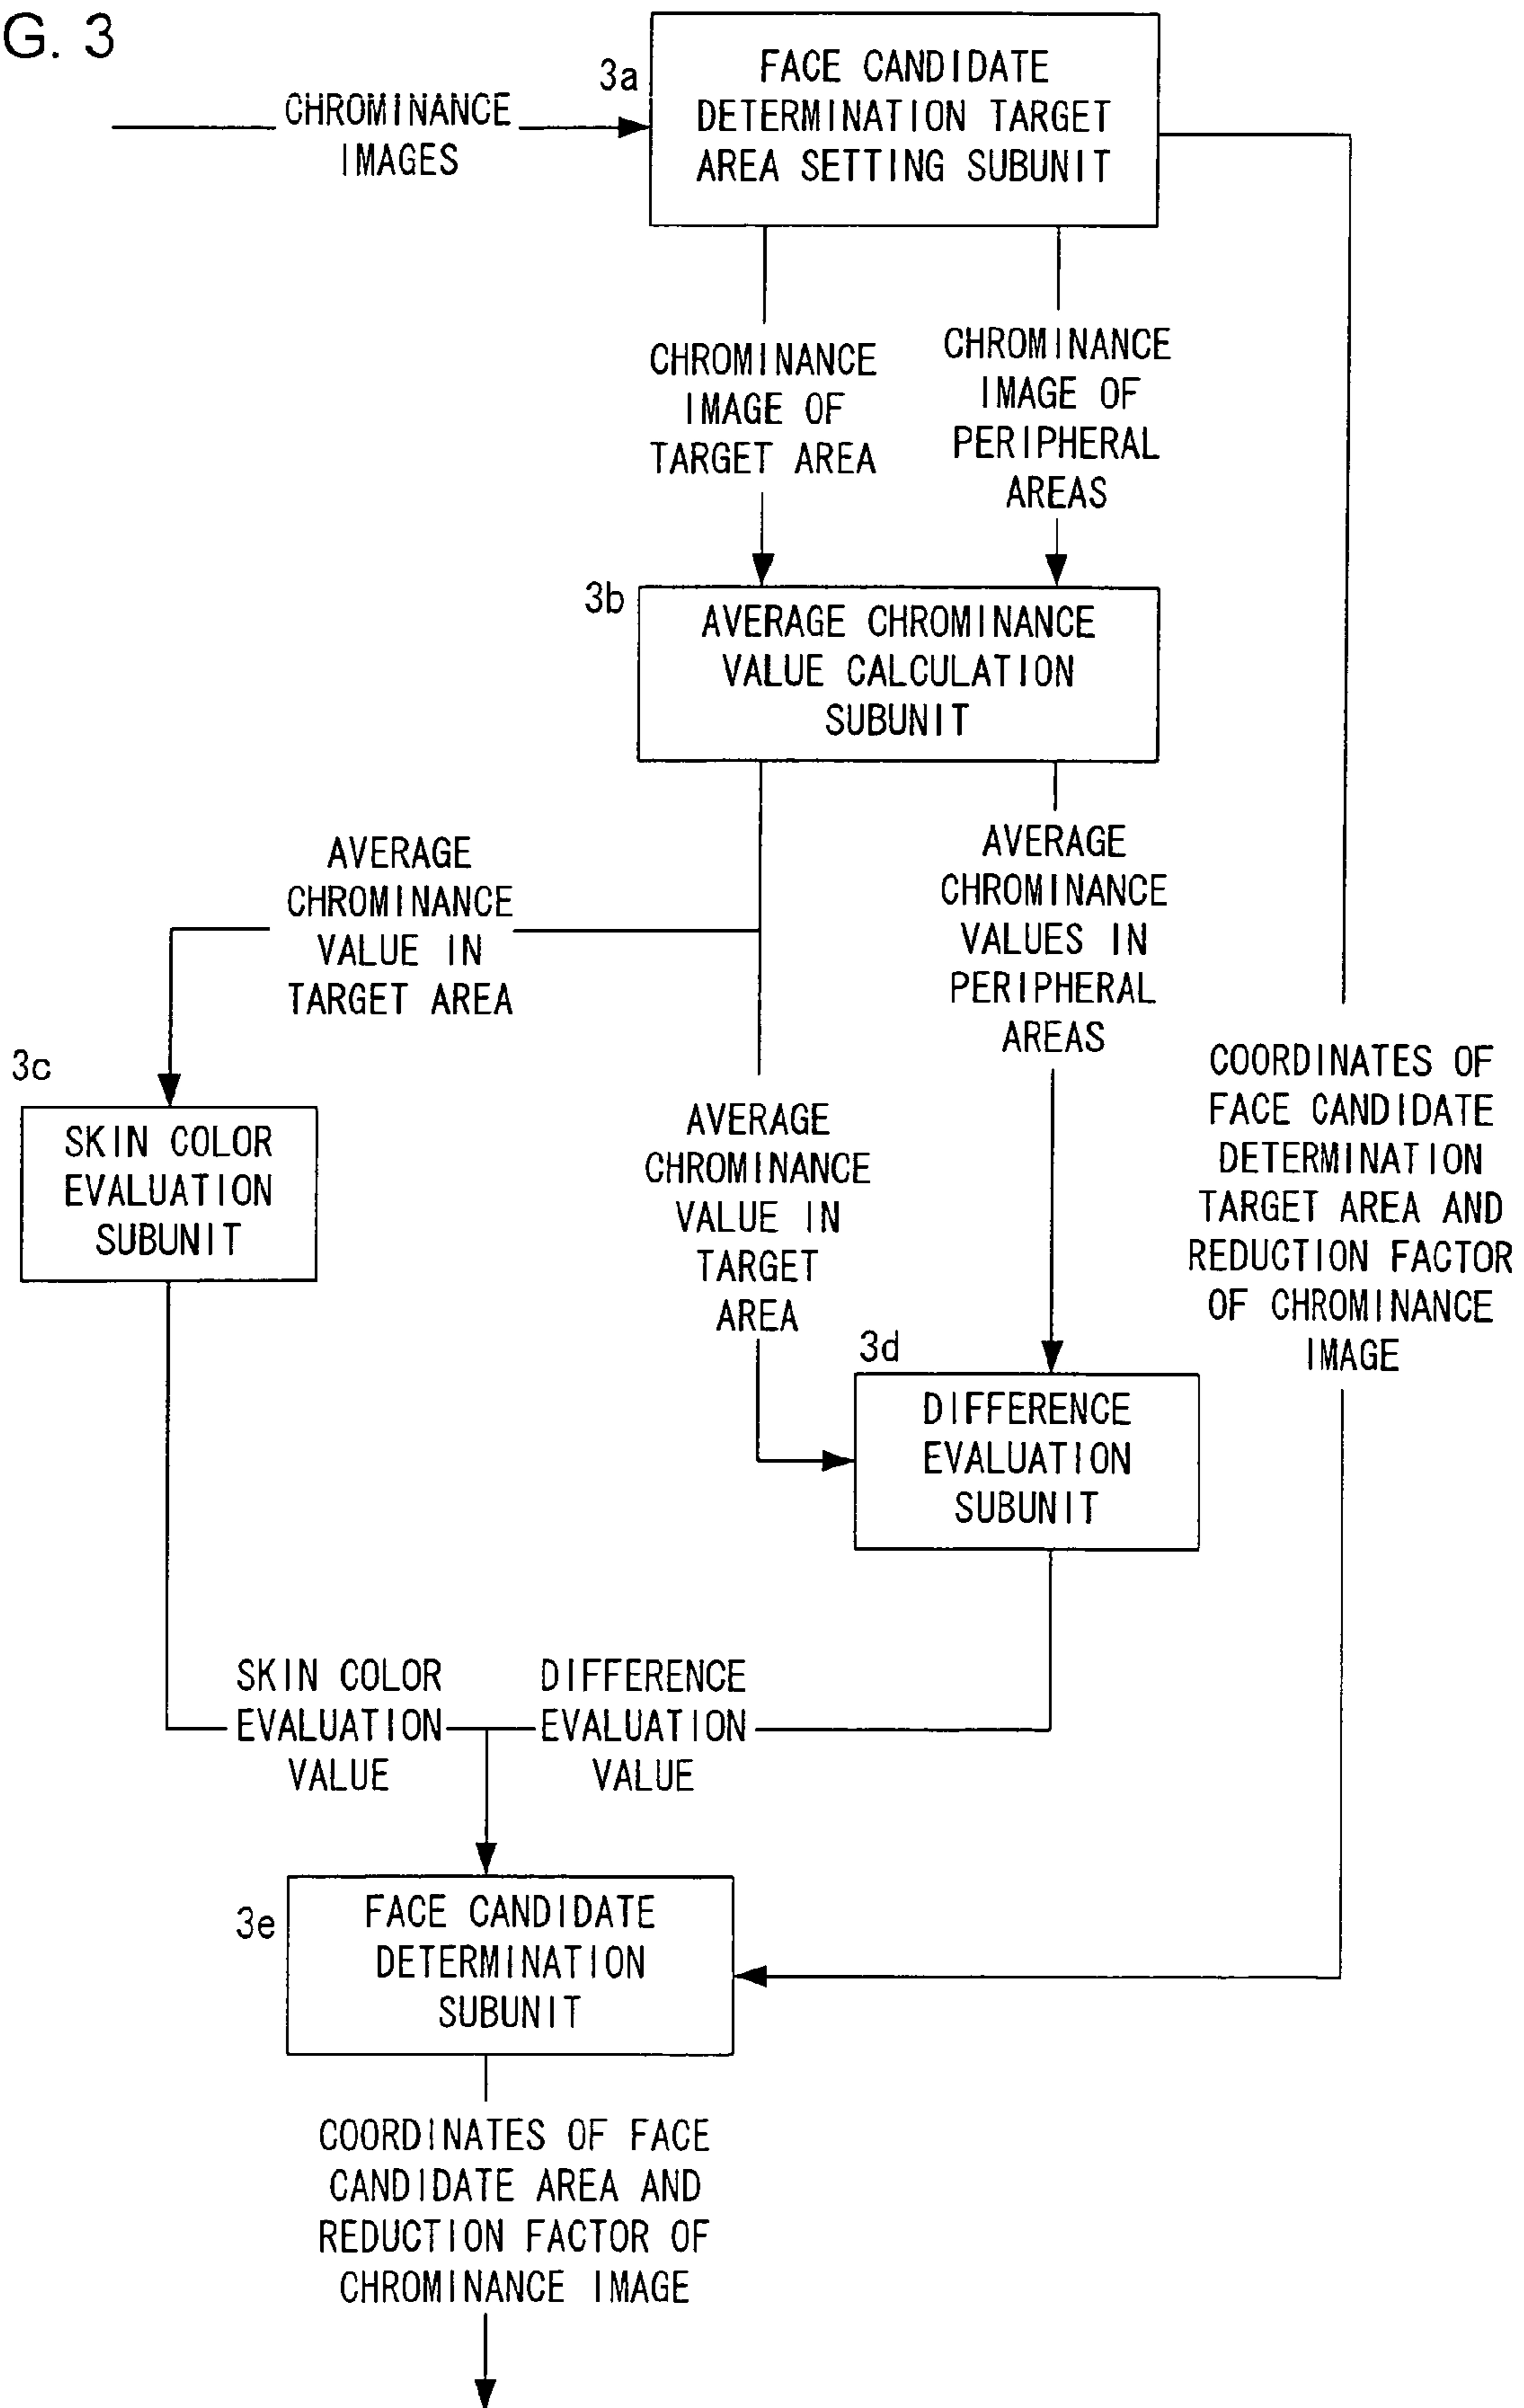 G. 3
3a
FACE CANDIDATE
DETERMINATION TARGET
AREA SETTING SUBUNIT
CHROMINANCE
IMAGES
CHROMINANCE
IMAGE OF
TARGET AREA
CHROMINANCE
IMAGE OF
PERIPHERAL
AREAS
3b
AVERAGE CHROMINANCE
VALUE CALCULATION
SUBUNIT
AVERAGE
CHROMINANCE
VALUE IN
TARGET AREA
AVERAGE
CHROMINANCE
VALUES IN
PERIPHERAL
AREAS
3c
SKIN COLOR
EVALUATION
SUBUNIT
AVERAGE
CHROMINANCE
VALUE IN
TARGET
AREA
COORDINATES OF
FACE CANDIDATE
DETERMINATION
TARGET AREA AND
REDUCTION FACTOR
OF CHROMINANCE
IMAGE
3d
DIFFERENCE
EVALUATION
SUBUNIT
SKIN COLOR
EVALUATION
VALUE
DIFFERENCE
EVALUATION
VALUE
3e
FACE CANDIDATE
DETERMINATION
SUBUNIT
COORDINATES OF FACE
CANDIDATE AREA AND
REDUCTION FACTOR OF
CHROMINANCE IMAGE